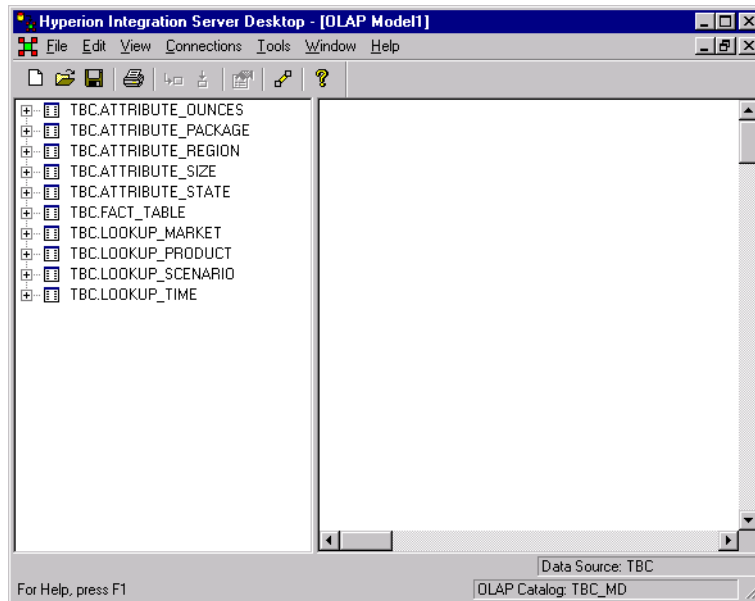 Hyperion Integration Server Desktop - [OLAP Model1]
File Edit View Connections Tools Window Help
TBC.ATTRIBUTE_OUNCES
TBC.ATTRIBUTE_PACKAGE
TBC.ATTRIBUTE_REGION
TBC.ATTRIBUTE_SIZE
TBC.ATTRIBUTE_STATE
TBC.FACT_TABLE
TBC.LOOKUP_MARKET
TBC.LOOKUP_PRODUCT
TBC.LOOKUP_SCENARIO
TBC.LOOKUP_TIME
Data Source: TBC
For Help, press F1 OLAP Catalog: TBC_MD